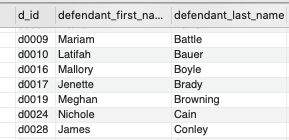 d_id defendant_first_na... defendant_last_name
d0009 Mariam Battle
d0010 Latifah Bauer
d0016 Mallory Boyle
d0017 Jenette Brady
d0019 Meghan Browning
d0024 Nichole Cain
d0028 James Conley